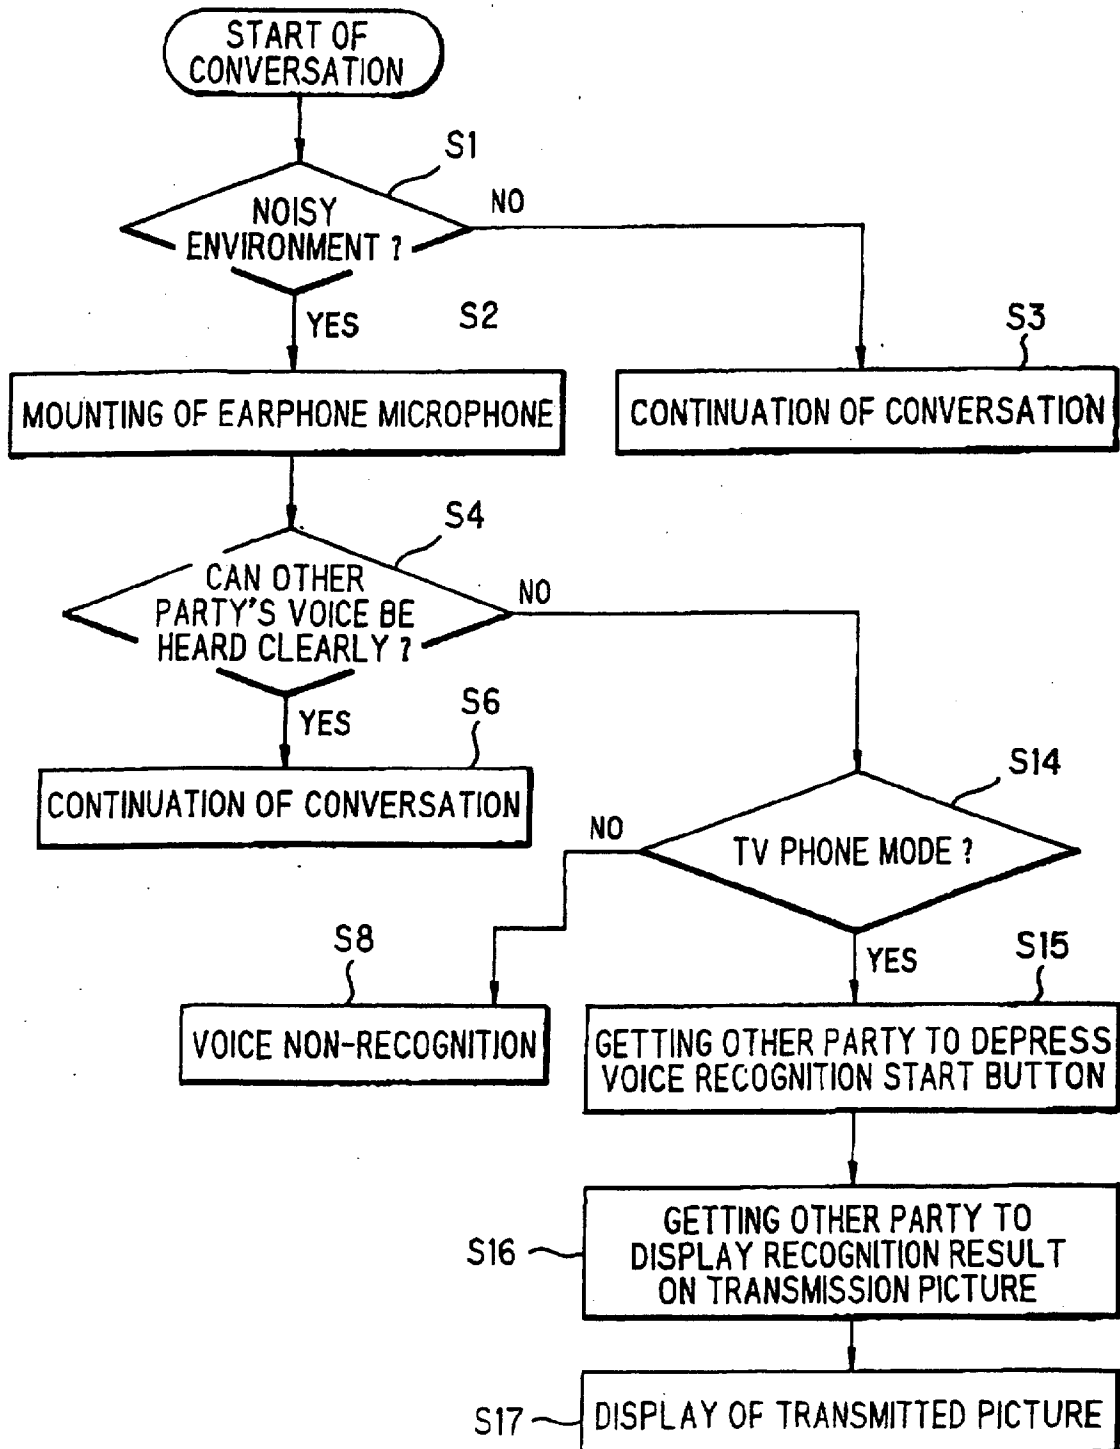 START OF
CONVERSATION
S1
NOISY
ENVIRONMENT ?
NO
YES
S2
S3
MOUNTING OF EARPHONE MICROPHONE
CONTINUATION OF CONVERSATION
S4
CAN OTHER
PARTY'S VOICE BE
HEARD CLEARLY ?
NO
YES
S6
CONTINUATION OF CONVERSATION
S14
TV PHONE MODE ?
NO
YES
S8
VOICE NON-RECOGNITION
S15
GETTING OTHER PARTY TO DEPRESS
VOICE RECOGNITION START BUTTON
S16
GETTING OTHER PARTY TO
DISPLAY RECOGNITION RESULT
ON TRANSMISSION PICTURE
S17
DISPLAY OF TRANSMITTED PICTURE